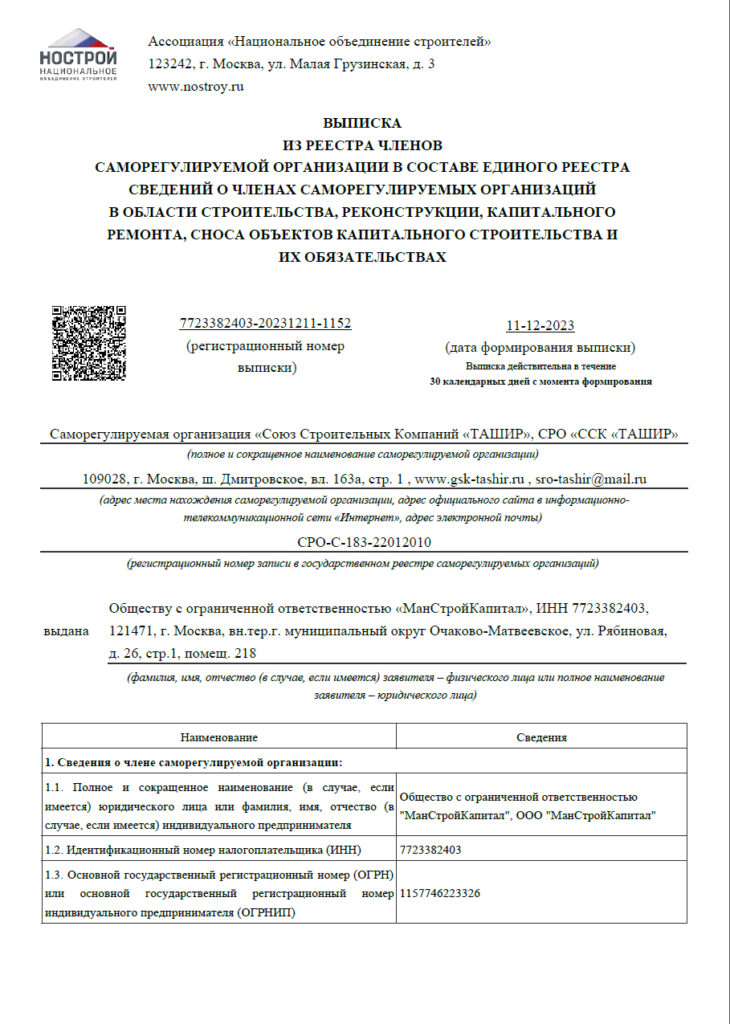 НОСТРОЙ
НАЦИОНАЛЬНОЕ
ОБЪЕДИНЕНИЕ СТРОИТЕЛЕЙ
Ассоциация «Национальное объединение строителей»
123242, г. Москва, ул. Малая Грузинская, д. 3
www.nostroy.ru
ВЫПИСКА
ИЗ РЕЕСТРА ЧЛЕНОВ
САМОРЕГУЛИРУЕМОЙ ОРГАНИЗАЦИИ В СОСТАВЕ ЕДИНОГО РЕЕСТРА
СВЕДЕНИЙ О ЧЛЕНАХ САМОРЕГУЛИРУЕМЫХ ОРГАНИЗАЦИЙ
В ОБЛАСТИ СТРОИТЕЛЬСТВА, РЕКОНСТРУКЦИИ, КАПИТАЛЬНОГО
РЕМОНТА, СНОСА ОБЪЕКТОВ КАПИТАЛЬНОГО СТРОИТЕЛЬСТВА И
ИХ ОБЯЗАТЕЛЬСТВАХ
7723382403-20231211-1152
(регистрационный номер
выписки)
11-12-2023
(дата формирования выписки)
Выписка действительна в течение
30 календарных дней с момента формирования
Саморегулируемая организация «Союз Строительных Компаний «ТАШИР», СРО «ССК «ТАШИР»
(полное и сокращенное наименование саморегулируемой организации)
109028, г. Москва, ш. Дмитровское, вл. 163а, стр. 1 , www.gsk-tashir.ru , sro-tashir@mail.ru
(адрес места нахождения саморегулируемой организации, адрес официального сайта в информационно-
телекоммуникационной сети «Интернет», адрес электронной почты)
СРО-С-183-22012010
(регистрационный номер записи в государственном реестре саморегулируемых организаций)
выдана
Обществу с ограниченной ответственностью «МанСтройКапитал», ИНН 7723382403,
121471, г. Москва, вн.тер.г. муниципальный округ Очаково-Матвеевское, ул. Рябиновая,
д. 26, стр.1, помещ. 218
(фамилия, имя, отчество (в случае, если имеется) заявителя – физического лица или полное наименование
заявителя – юридического лица)
Наименование
Сведения
1. Сведения о члене саморегулируемой организации:
1.1. Полное и сокращенное наименование (в случае, если
имеется) юридического лица или фамилия, имя, отчество (в
случае, если имеется) индивидуального предпринимателя
Общество с ограниченной ответственностью
"МанСтройКапитал", ООО "МанСтройКапитал"
1.2. Идентификационный номер налогоплательщика (ИНН)
7723382403
1.3. Основной государственный регистрационный номер (ОГРН)
или основной государственный регистрационный номер
индивидуального предпринимателя (ОГРНИП)
1157746223326